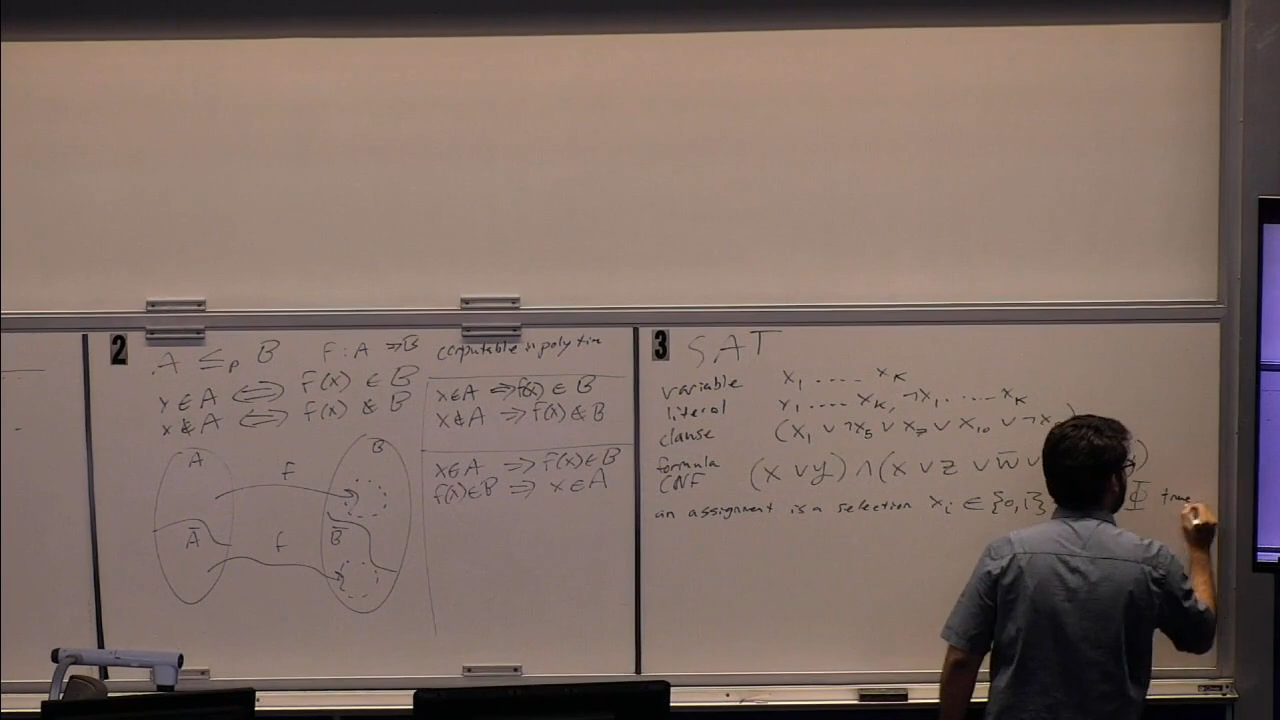 2
A ≤p B F : A → B computable in poly time
x ∈ A ⟺ f(x) ∈ B
x ∉ A ⟺ f(x) ∉ B
x ∈ A ⇒ f(x) ∈ B
x ∉ A ⇒ f(x) ∉ B
x ∈ A ⇒ f(x) ∈ B
f(x) ∈ B ⇒ x ∈ A
A f B
Ā f B̄
3 SAT
variable x₁ ..... xₖ
literal x₁ ..... xₖ, ¬x₁ ..... ¬xₖ
clause (x₁ ∨ ¬x₅ ∨ x₇ ∨ x₁₀ ∨ ¬x
formula (x ∨ y) ∧ (x ∨ z ∨ w̄ ∨
CNF
an assignment is a selection xᵢ ∈ {0,1} Φ true